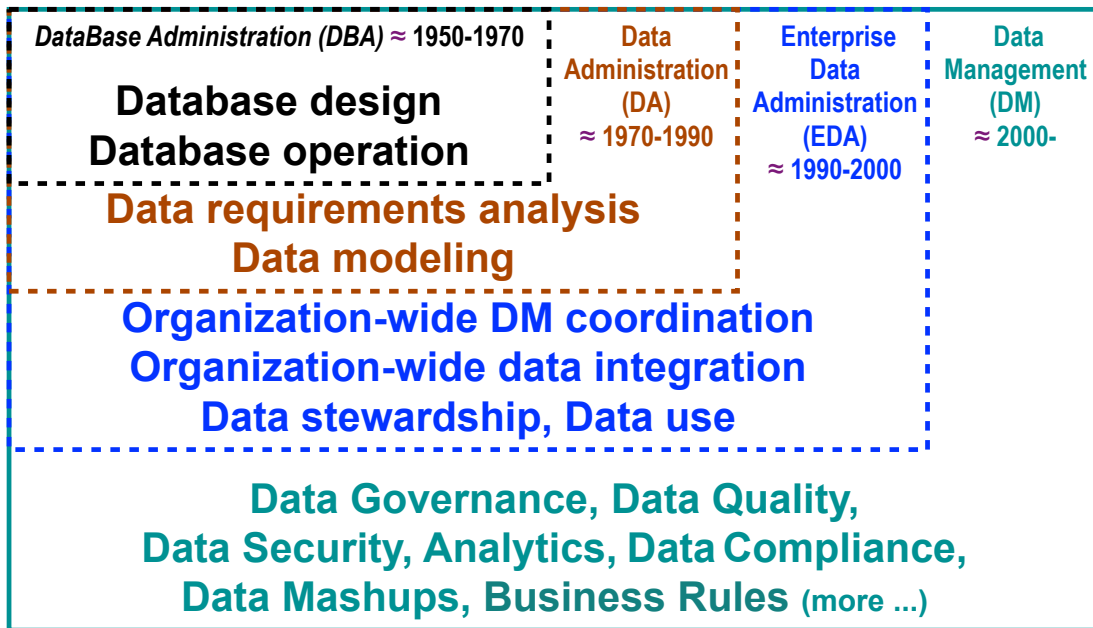 DataBase Administration (DBA) ≈ 1950-1970
Database design
Database operation
Data
Administration
(DA)
≈ 1970-1990
Enterprise
Data
Administration
(EDA)
≈ 1990-2000
Data
Management
(DM)
≈ 2000-
Data requirements analysis
Data modeling
Organization-wide DM coordination
Organization-wide data integration
Data stewardship, Data use
Data Governance, Data Quality,
Data Security, Analytics, Data Compliance,
Data Mashups, Business Rules (more ...)